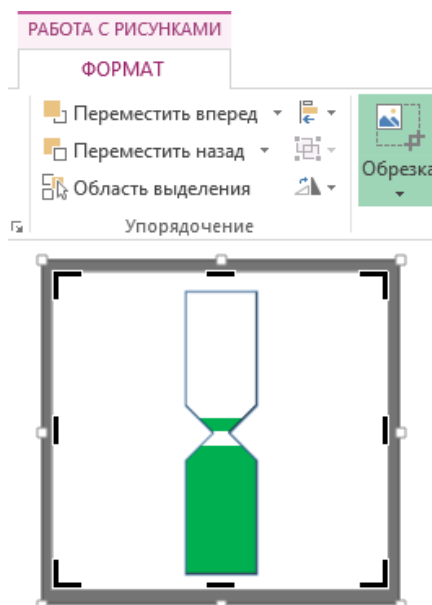 РАБОТА С РИСУНКАМИ
ФОРМАТ
Переместить вперед
Переместить назад
Область выделения
Обрезка
Упорядочение